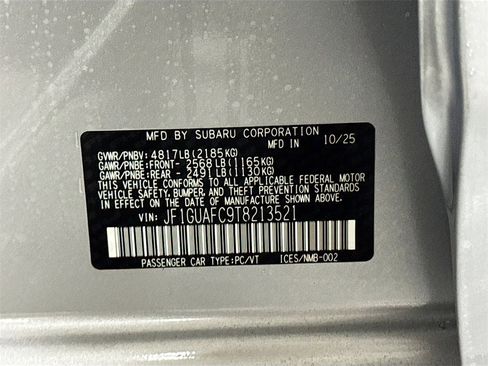 MFD BY SUBARU CORPORATION
MFD IN 10/25
GVWR/PNBV: 4817LB(2185KG)
GAWR/PNBE:FRONT- 2568LB(1165KG)
GAWR/PNBE:REAR - 2491LB(1130KG)
THIS VEHICLE CONFORMS TO ALL APPLICABLE FEDERAL MOTOR
VEHICLE SAFETY, BUMPER, AND THEFT PREVENTION STANDARDS
IN EFFECT ON THE DATE OF MANUFACTURE SHOWN ABOVE.
VIN: JF1GUAFC9T8213521
PASSENGER CAR TYPE:PC/VT ICES/NMB-002